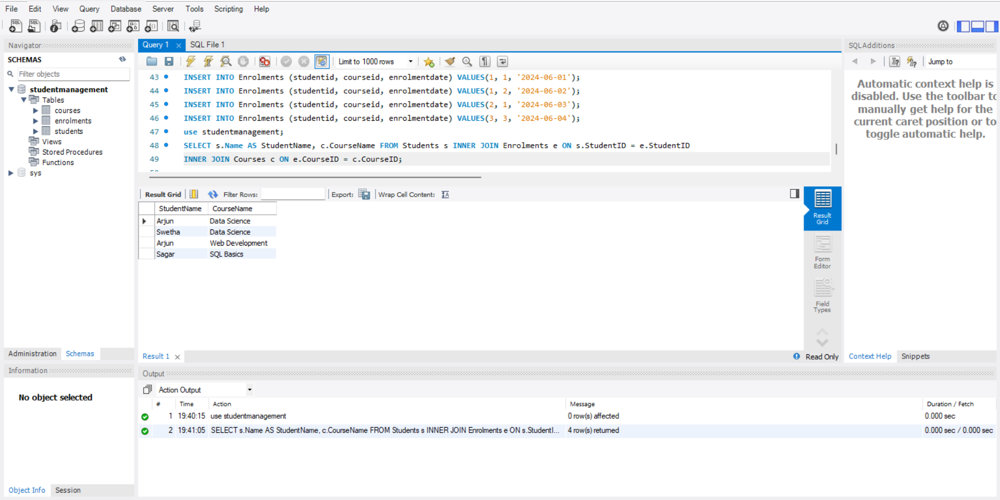 File Edit View Query Database Server Tools Scripting Help
Navigator
SCHEMAS
Filter objects
studentmanagement
Tables
courses
enrolments
students
Views
Stored Procedures
Functions
sys
Administration Schemas
Information
No object selected
Object Info Session
Query 1 SQL File 1
Limit to 1000 rows
43 INSERT INTO Enrolments (studentid, courseid, enrolmentdate) VALUES(1, 1, '2024-06-01');
44 INSERT INTO Enrolments (studentid, courseid, enrolmentdate) VALUES(1, 2, '2024-06-02');
45 INSERT INTO Enrolments (studentid, courseid, enrolmentdate) VALUES(2, 1, '2024-06-03');
46 INSERT INTO Enrolments (studentid, courseid, enrolmentdate) VALUES(3, 3, '2024-06-04');
47 use studentmanagement;
48 SELECT s.Name AS StudentName, c.CourseName FROM Students s INNER JOIN Enrolments e ON s.StudentID = e.StudentID
49 INNER JOIN Courses c ON e.CourseID = c.CourseID;
Result Grid Filter Rows: Export: Wrap Cell Content:
StudentName CourseName
Arjun Data Science
Swetha Data Science
Arjun Web Development
Sagar SQL Basics
Result
Grid
Form
Editor
Field
Types
Result 1 Read Only
SQLAdditions
Jump to
Automatic context help is
disabled. Use the toolbar to
manually get help for the
current caret position or to
toggle automatic help.
Context Help Snippets
Output
Action Output
# Time Action Message Duration / Fetch
1 19:40:15 use studentmanagement 0 row(s) affected 0.000 sec
2 19:41:05 SELECT s.Name AS StudentName, c.CourseName FROM Students s INNER JOIN Enrolments e ON s.StudentI... 4 row(s) returned 0.000 sec / 0.000 sec